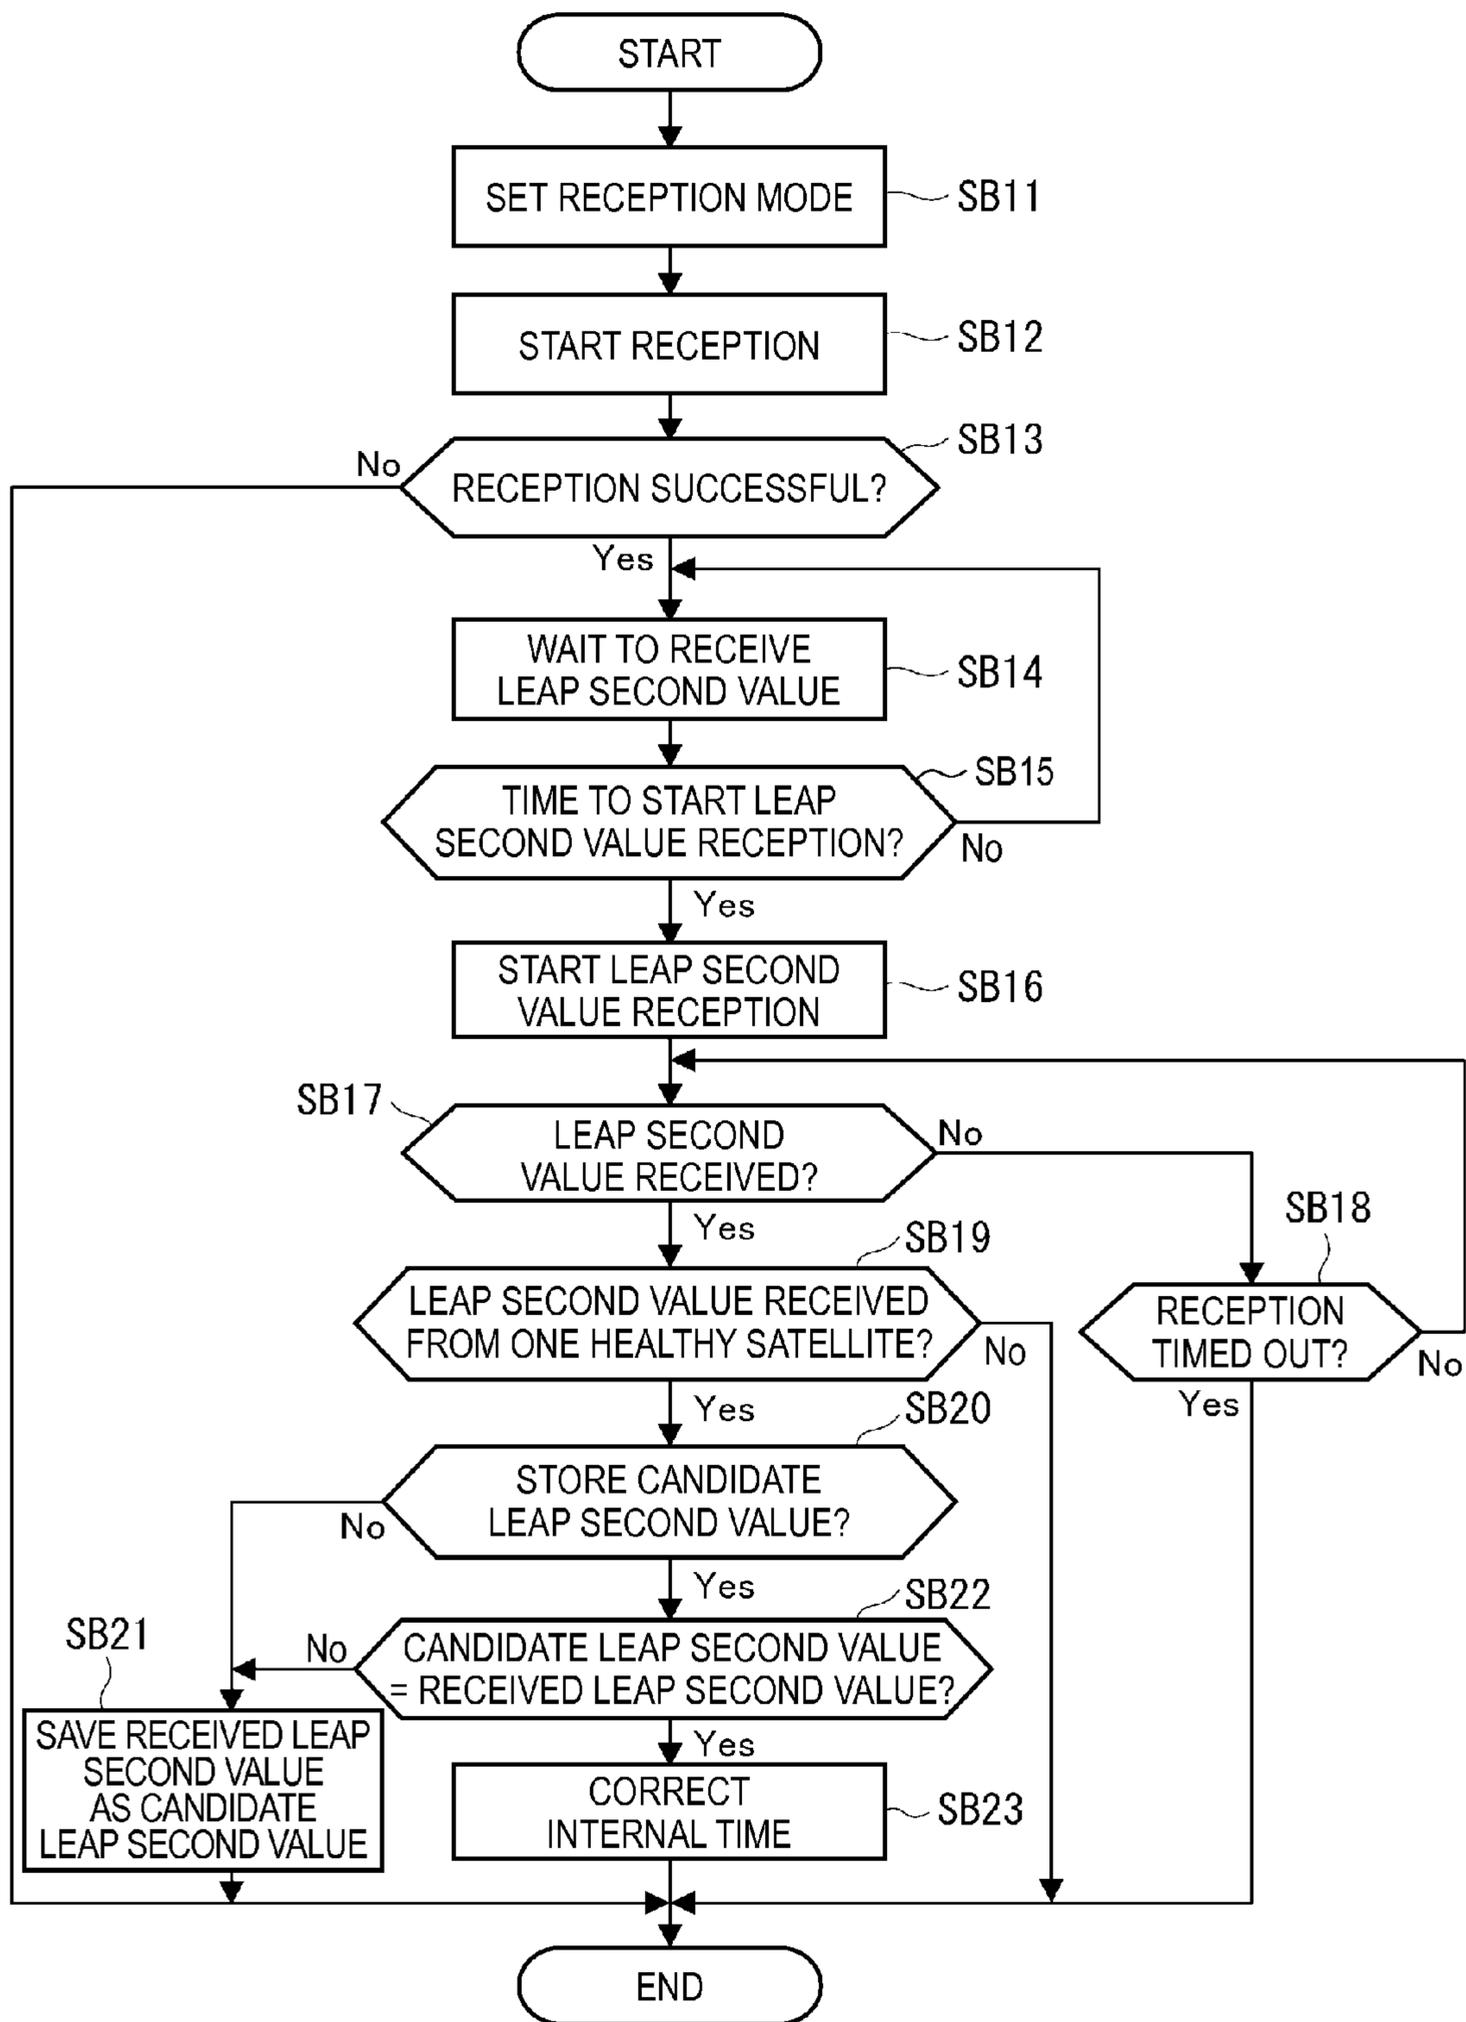 START
SET RECEPTION MODE
SB11
START RECEPTION
SB12
SB13
No
RECEPTION SUCCESSFUL?
Yes
WAIT TO RECEIVE
LEAP SECOND VALUE
SB14
SB15
TIME TO START LEAP
SECOND VALUE RECEPTION?
No
Yes
START LEAP SECOND
VALUE RECEPTION
SB16
SB17
LEAP SECOND
VALUE RECEIVED?
No
Yes
SB18
SB19
LEAP SECOND VALUE RECEIVED
FROM ONE HEALTHY SATELLITE?
No
RECEPTION
TIMED OUT?
No
Yes
Yes
SB20
STORE CANDIDATE
LEAP SECOND VALUE?
No
Yes
SB22
SB21
No
CANDIDATE LEAP SECOND VALUE
= RECEIVED LEAP SECOND VALUE?
Yes
SAVE RECEIVED LEAP
SECOND VALUE
AS CANDIDATE
LEAP SECOND VALUE
CORRECT
INTERNAL TIME
SB23
END